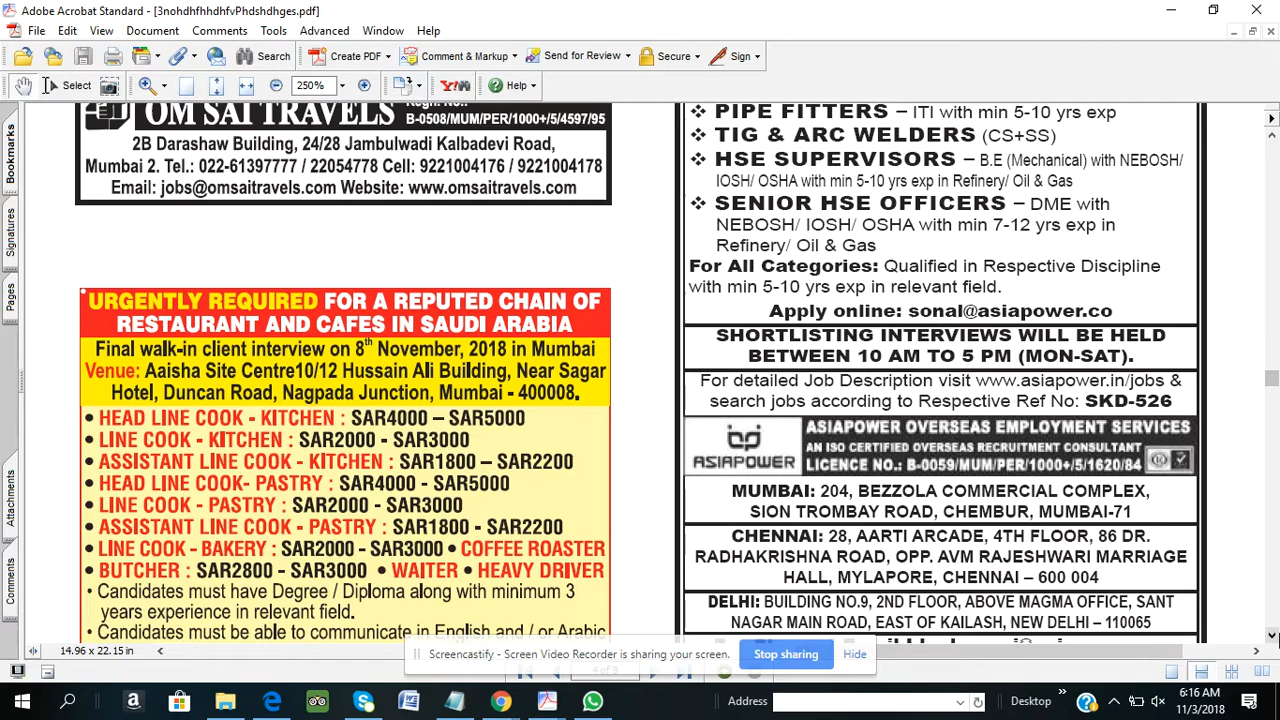 Adobe Acrobat Standard - [3nohdhfhhdhfvPhdshdhges.pdf]
File Edit View Document Comments Tools Advanced Window Help
Search Create PDF Comment & Markup Send for Review Secure Sign
Select 250% Y! Help
Bookmarks
Signatures
Pages
Attachments
Comments
OM SAI TRAVELS
B-0508/MUM/PER/1000+/5/4597/95
2B Darashaw Building, 24/28 Jambulwadi Kalbadevi Road,
Mumbai 2. Tel.: 022-61397777 / 22054778 Cell: 9221004176 / 9221004178
Email: jobs@omsaitravels.com Website: www.omsaitravels.com
URGENTLY REQUIRED FOR A REPUTED CHAIN OF
RESTAURANT AND CAFES IN SAUDI ARABIA
Final walk-in client interview on 8th November, 2018 in Mumbai
Venue: Aaisha Site Centre10/12 Hussain Ali Building, Near Sagar
Hotel, Duncan Road, Nagpada Junction, Mumbai - 400008.
• HEAD LINE COOK - KITCHEN : SAR4000 – SAR5000
• LINE COOK - KITCHEN : SAR2000 - SAR3000
• ASSISTANT LINE COOK - KITCHEN : SAR1800 – SAR2200
• HEAD LINE COOK- PASTRY : SAR4000 - SAR5000
• LINE COOK - PASTRY : SAR2000 - SAR3000
• ASSISTANT LINE COOK - PASTRY : SAR1800 - SAR2200
• LINE COOK - BAKERY : SAR2000 - SAR3000 • COFFEE ROASTER
• BUTCHER : SAR2800 - SAR3000 • WAITER • HEAVY DRIVER
• Candidates must have Degree / Diploma along with minimum 3
years experience in relevant field.
• Candidates must be able to communicate in English and / or Arabic
❖ PIPE FITTERS – ITI with min 5-10 yrs exp
❖ TIG & ARC WELDERS (CS+SS)
❖ HSE SUPERVISORS – B.E (Mechanical) with NEBOSH/
IOSH/ OSHA with min 5-10 yrs exp in Refinery/ Oil & Gas
❖ SENIOR HSE OFFICERS – DME with
NEBOSH/ IOSH/ OSHA with min 7-12 yrs exp in
Refinery/ Oil & Gas
For All Categories: Qualified in Respective Discipline
with min 5-10 yrs exp in relevant field.
Apply online: sonal@asiapower.co
SHORTLISTING INTERVIEWS WILL BE HELD
BETWEEN 10 AM TO 5 PM (MON-SAT).
For detailed Job Description visit www.asiapower.in/jobs &
search jobs according to Respective Ref No: SKD-526
ASIAPOWER
ASIAPOWER OVERSEAS EMPLOYMENT SERVICES
AN ISO CERTIFIED OVERSEAS RECRUITMENT CONSULTANT
LICENCE NO.: B-0059/MUM/PER/1000+/5/1620/84
MUMBAI: 204, BEZZOLA COMMERCIAL COMPLEX,
SION TROMBAY ROAD, CHEMBUR, MUMBAI-71
CHENNAI: 28, AARTI ARCADE, 4TH FLOOR, 86 DR.
RADHAKRISHNA ROAD, OPP. AVM RAJESHWARI MARRIAGE
HALL, MYLAPORE, CHENNAI – 600 004
DELHI: BUILDING NO.9, 2ND FLOOR, ABOVE MAGMA OFFICE, SANT
NAGAR MAIN ROAD, EAST OF KAILASH, NEW DELHI – 110065
Screencastify - Screen Video Recorder is sharing your screen. Stop sharing Hide
14.96 x 22.15 in
4 of 8
Address Desktop
6:16 AM
11/3/2018